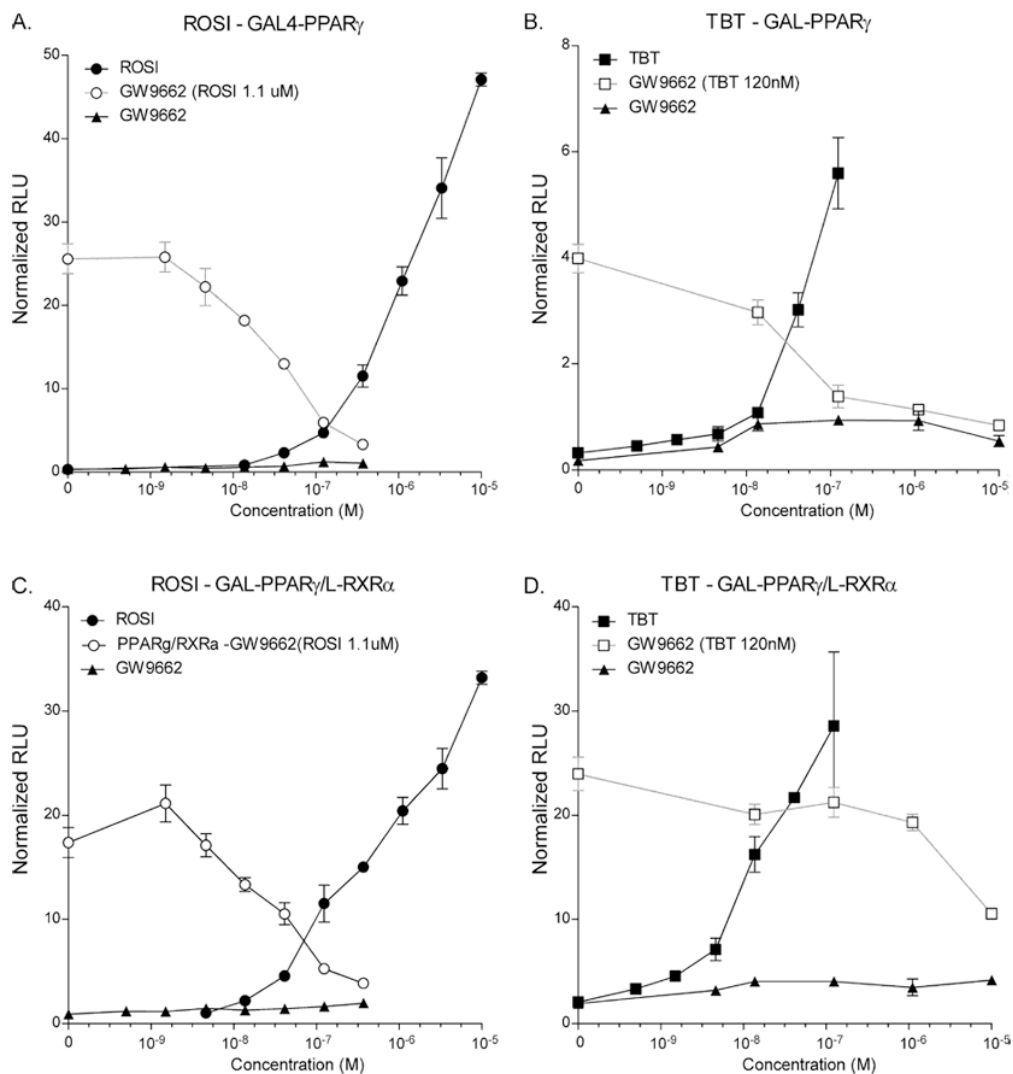 A.
ROSI - GAL4-PPARγ
50
40
30
20
10
0
Normalized RLU
ROSI
GW9662 (ROSI 1.1 uM)
GW9662
0 10⁻⁹ 10⁻⁸ 10⁻⁷ 10⁻⁶ 10⁻⁵
Concentration (M)
B.
TBT - GAL-PPARγ
8
6
4
2
0
Normalized RLU
TBT
GW9662 (TBT 120nM)
GW9662
0 10⁻⁹ 10⁻⁸ 10⁻⁷ 10⁻⁶ 10⁻⁵
Concentration (M)
C.
ROSI - GAL-PPARγ/L-RXRα
40
30
20
10
0
Normalized RLU
ROSI
PPARg/RXRa -GW9662(ROSI 1.1uM)
GW9662
0 10⁻⁹ 10⁻⁸ 10⁻⁷ 10⁻⁶ 10⁻⁵
Concentration (M)
D.
TBT - GAL-PPARγ/L-RXRα
40
30
20
10
0
Normalized RLU
TBT
GW9662 (TBT 120nM)
GW9662
0 10⁻⁹ 10⁻⁸ 10⁻⁷ 10⁻⁶ 10⁻⁵
Concentration (M)